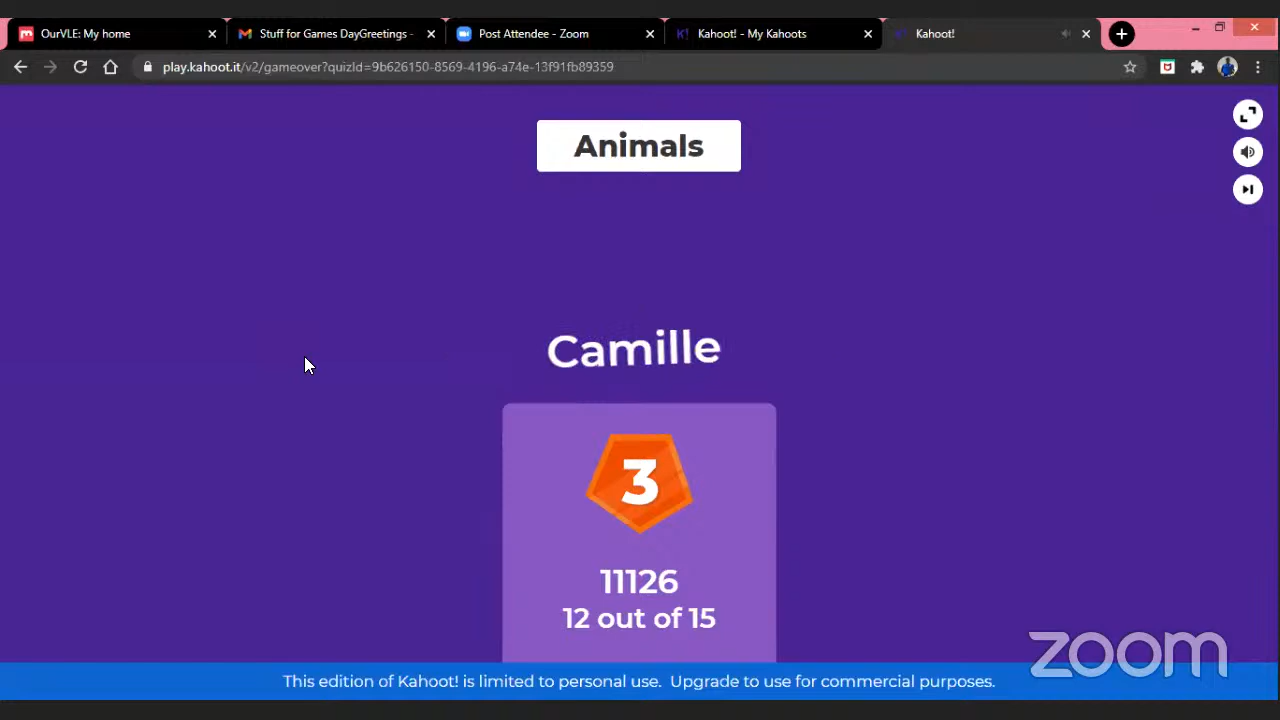 OurVLE: My home
Stuff for Games DayGreetings -
Post Attendee - Zoom
Kahoot! - My Kahoots
Kahoot!
play.kahoot.it/v2/gameover?quizId=9b626150-8569-4196-a74e-13f91fb89359
Animals
Camille
3
11126
12 out of 15
zoom
This edition of Kahoot! is limited to personal use. Upgrade to use for commercial purposes.